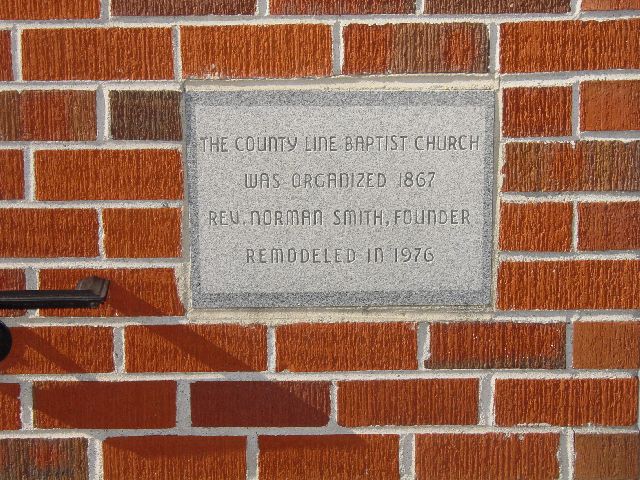 THE COUNTY LINE BAPTIST CHURCH
WAS ORGANIZED 1867
REV. NORMAN SMITH, FOUNDER
REMODELED IN 1976